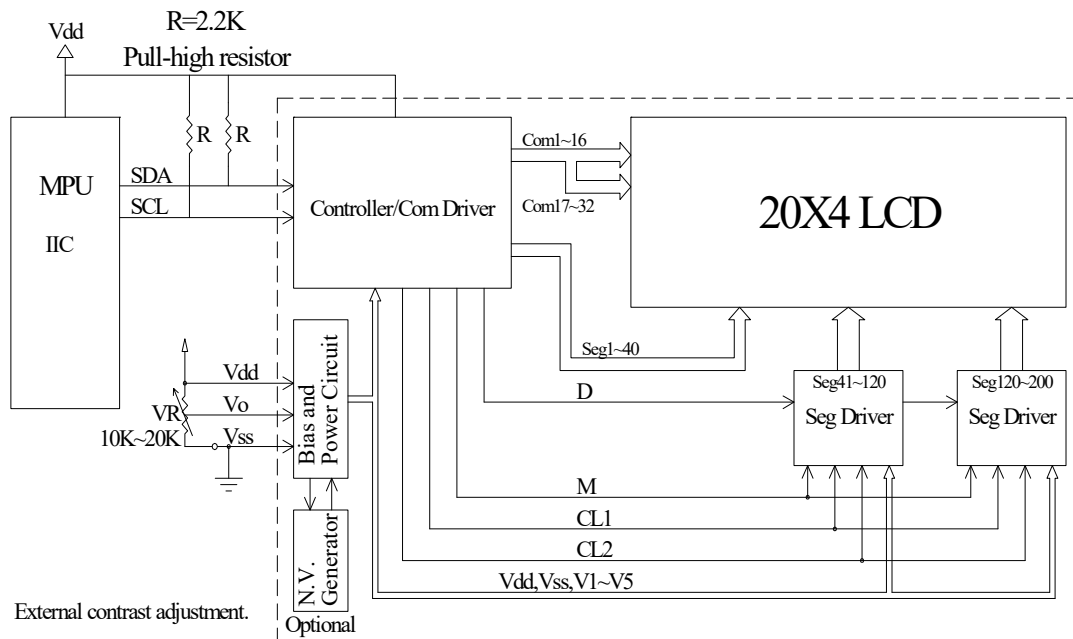 R=2.2K
Vdd
Pull-high resistor
R
R
MPU
IIC
SDA
SCL
Controller/Com Driver
Com1~16
Com17~32
20X4 LCD
Seg1~40
Vdd
Vo
VR
10K~20K
Vss
Bias and
Power Circuit
D
Seg41~120
Seg Driver
Seg120~200
Seg Driver
M
CL1
CL2
Vdd,Vss,V1~V5
N.V.
Generator
Optional
External contrast adjustment.